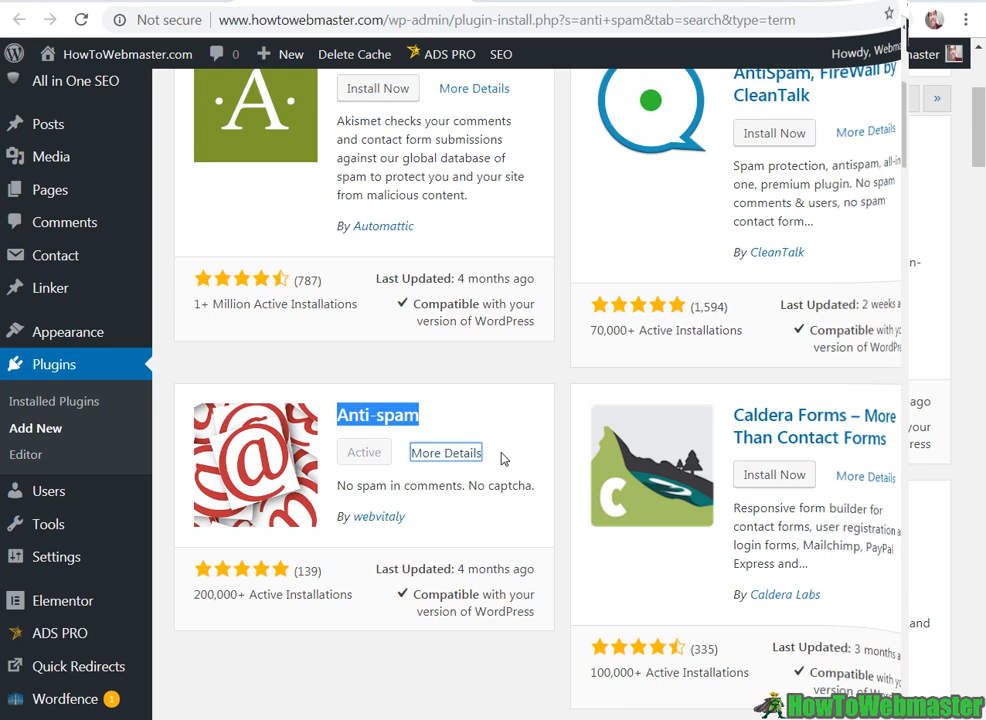 Not secure | www.howtowebmaster.com/wp-admin/plugin-install.php?s=anti+spam&tab=search&type=term
HowToWebmaster.com 0 New Delete Cache ADS PRO SEO Howdy, Webm
aster
All in One SEO
Posts
Media
Pages
Comments
Contact
Linker
Appearance
Plugins
Installed Plugins
Add New
Editor
Users
Tools
Settings
Elementor
ADS PRO
Quick Redirects
Wordfence 1
·A·
Install Now More Details
Akismet checks your comments
and contact form submissions
against our global database of
spam to protect you and your site
from malicious content.
By Automattic
(787)
1+ Million Active Installations
Last Updated: 4 months ago
Compatible with your
version of WordPress
AntiSpam, FireWall by
CleanTalk
Install Now More Details
Spam protection, antispam, all-in
one, premium plugin. No spam
comments & users, no spam
contact form...
By CleanTalk
(1,594)
70,000+ Active Installations
Last Updated: 2 weeks a
Compatible with yo
version of WordPr
Anti-spam
Active More Details
No spam in comments. No captcha.
By webvitaly
(139)
200,000+ Active Installations
Last Updated: 4 months ago
Compatible with your
version of WordPress
C
Caldera Forms – More
Than Contact Forms
Install Now More Details
Responsive form builder for
contact forms, user registration a
login forms, Mailchimp, PayPal
Express and...
By Caldera Labs
(335)
100,000+ Active Installations
Last Updated: 3 months a
Compatible with yo
»
n-
ago
your
ress
and
HowToWebmaster